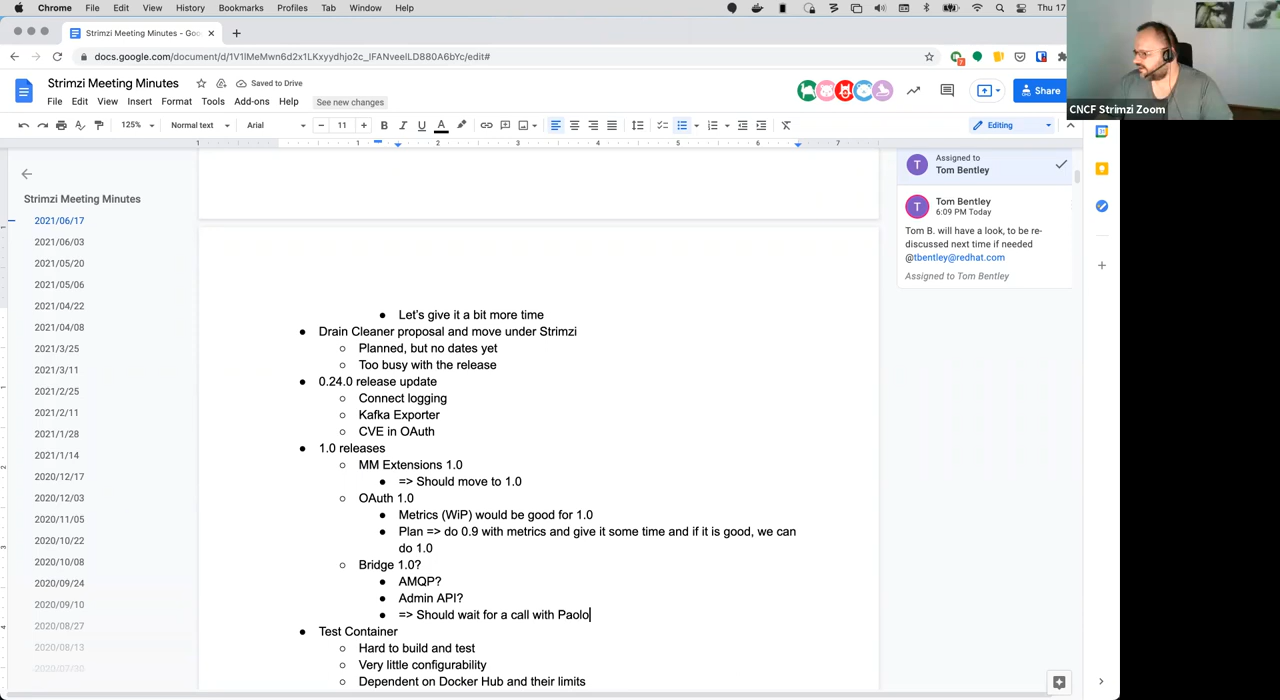 Chrome File Edit View History Bookmarks Profiles Tab Window Help Thu 17
Strimzi Meeting Minutes - Goo
docs.google.com/document/d/1V1lMeMwn6d2x1LKxyydhjo2c_lFANveelLD880A6bYc/edit#
Strimzi Meeting Minutes Saved to Drive
File Edit View Insert Format Tools Add-ons Help See new changes
Share
CNCF Strimzi Zoom
125% Normal text Arial 11 Editing
Strimzi Meeting Minutes
2021/06/17
2021/06/03
2021/05/20
2021/05/06
2021/04/22
2021/04/08
2021/3/25
2021/3/11
2021/2/25
2021/2/11
2021/1/28
2021/1/14
2020/12/17
2020/12/03
2020/11/05
2020/10/22
2020/10/08
2020/09/24
2020/09/10
2020/08/27
2020/08/13
2020/07/30
Let's give it a bit more time
Drain Cleaner proposal and move under Strimzi
Planned, but no dates yet
Too busy with the release
0.24.0 release update
Connect logging
Kafka Exporter
CVE in OAuth
1.0 releases
MM Extensions 1.0
=> Should move to 1.0
OAuth 1.0
Metrics (WiP) would be good for 1.0
Plan => do 0.9 with metrics and give it some time and if it is good, we can
do 1.0
Bridge 1.0?
AMQP?
Admin API?
=> Should wait for a call with Paolo
Test Container
Hard to build and test
Very little configurability
Dependent on Docker Hub and their limits
T
Assigned to
Tom Bentley
T
Tom Bentley
6:09 PM Today
Tom B. will have a look, to be re-
discussed next time if needed
@tbentley@redhat.com
Assigned to Tom Bentley